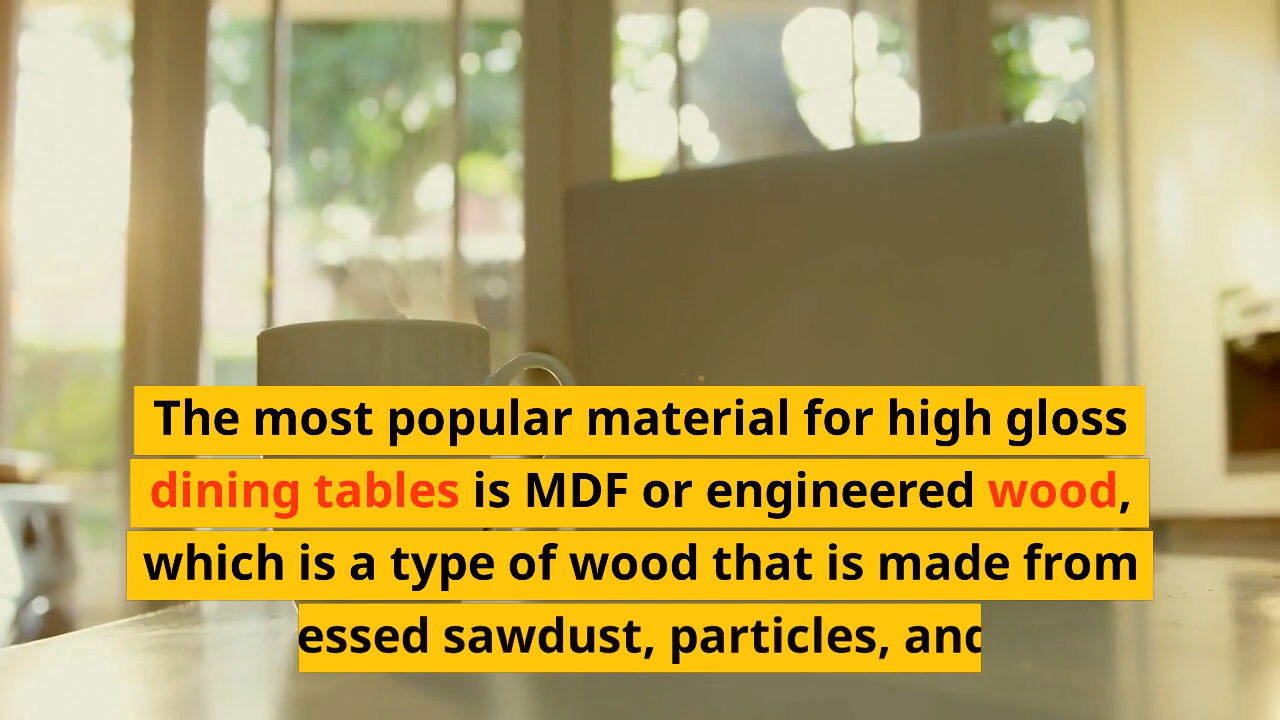 The most popular material for high gloss
dining tables is MDF or engineered wood,
which is a type of wood that is made from
essed sawdust, particles, and